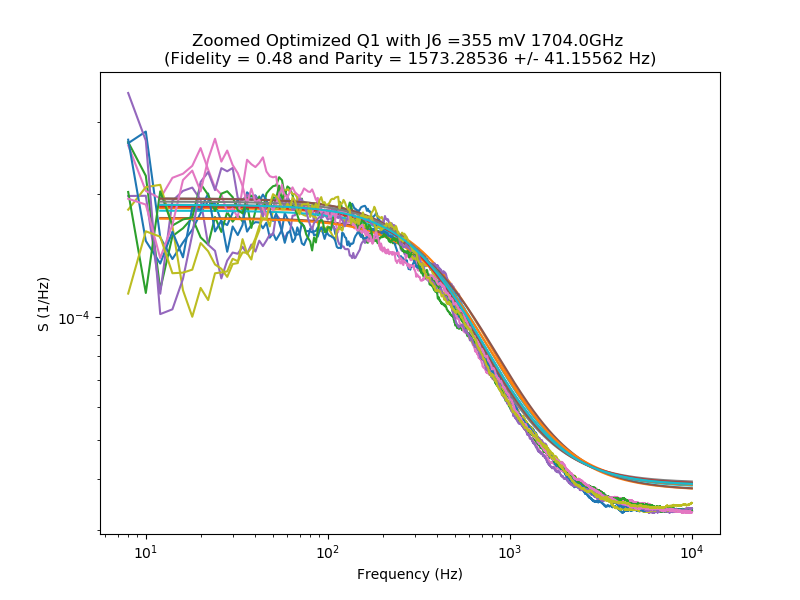 Zoomed Optimized Q1 with J6 =355 mV 1704.0GHz
(Fidelity = 0.48 and Parity = 1573.28536 +/- 41.15562 Hz)
S (1/Hz)
10⁻⁴
10¹ 10² 10³ 10⁴
Frequency (Hz)